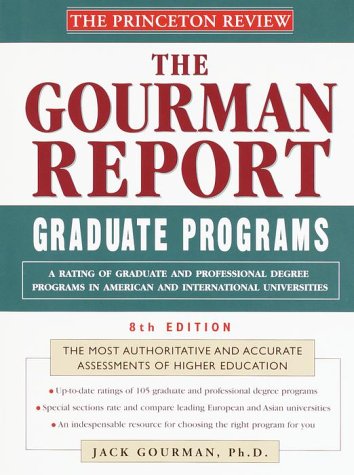 THE PRINCETON REVIEW
THE
GOURMAN
REPORT
GRADUATE PROGRAMS
A RATING OF GRADUATE AND PROFESSIONAL DEGREE
PROGRAMS IN AMERICAN AND INTERNATIONAL UNIVERSITIES
8th EDITION
THE MOST AUTHORITATIVE AND ACCURATE
ASSESSMENTS OF HIGHER EDUCATION
• Up-to-date ratings of 105 graduate and professional degree programs
• Special sections rate and compare leading European and Asian universities
• An indespensable resource for choosing the right program for you
JACK GOURMAN, Ph.D.